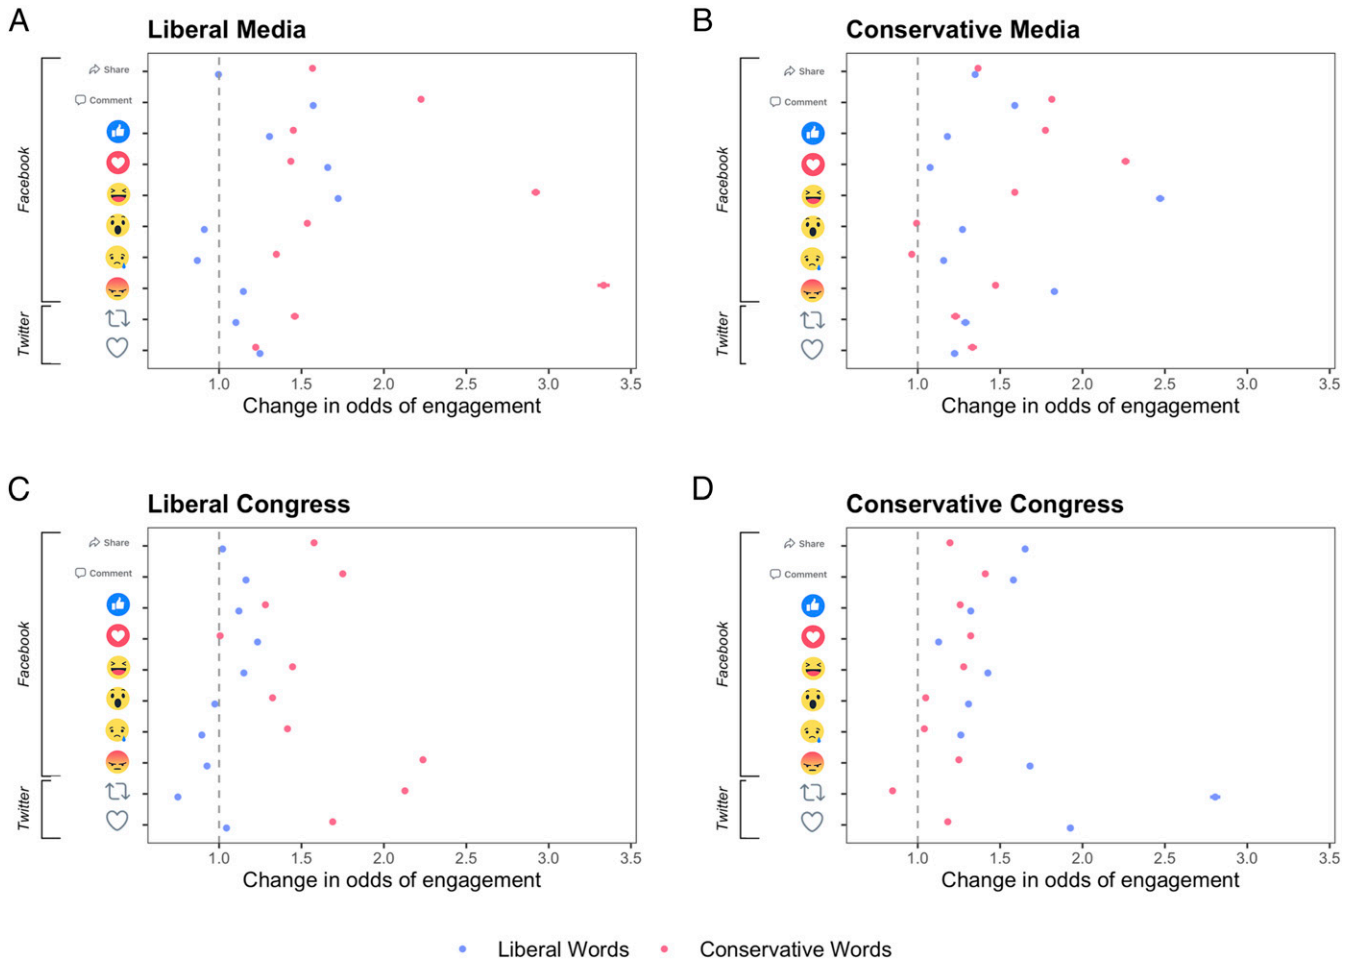 A
Liberal Media
Facebook
Share
Comment
Twitter
1.0 1.5 2.0 2.5 3.0 3.5
Change in odds of engagement
B
Conservative Media
Facebook
Share
Comment
Twitter
1.0 1.5 2.0 2.5 3.0 3.5
Change in odds of engagement
C
Liberal Congress
Facebook
Share
Comment
Twitter
1.0 1.5 2.0 2.5 3.0 3.5
Change in odds of engagement
D
Conservative Congress
Facebook
Share
Comment
Twitter
1.0 1.5 2.0 2.5 3.0 3.5
Change in odds of engagement
Liberal Words Conservative Words